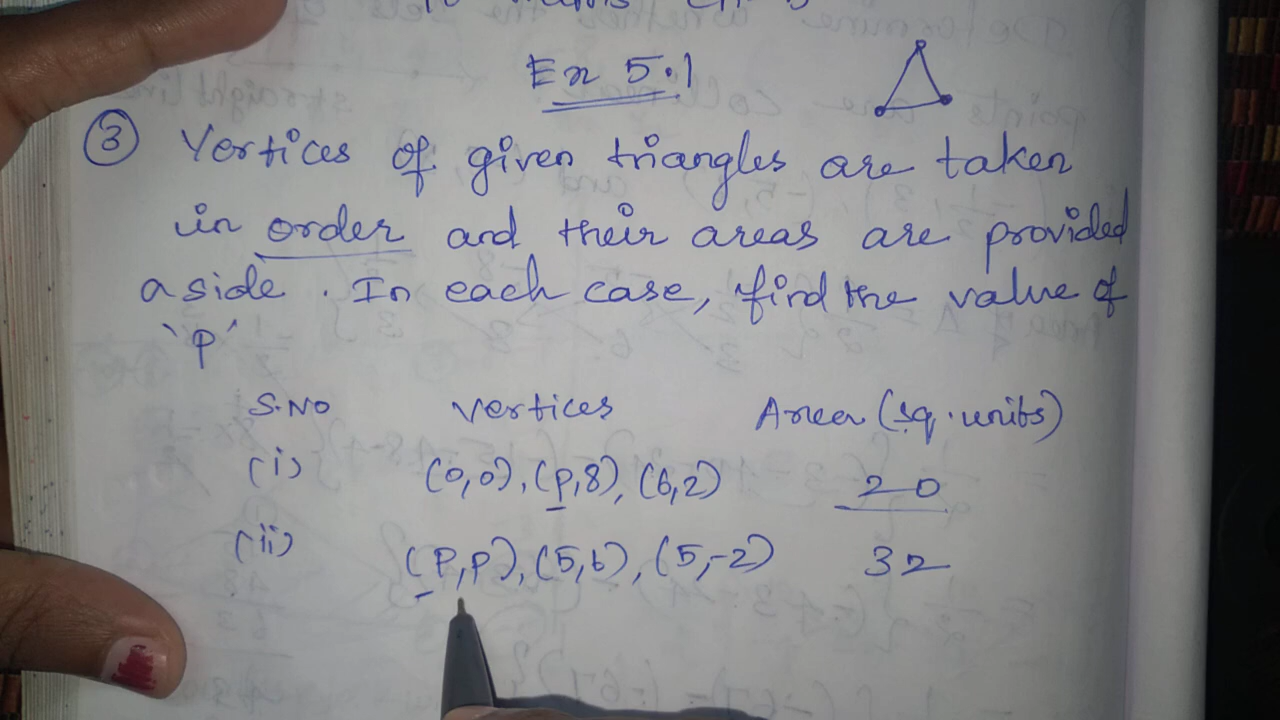 Ex 5.1
③ Vertices of given triangles are taken
in order and their areas are provided
aside. In each case, find the value of
'p'
S.NO Vertices Area (sq.units)
(i) (0,0), (p,8), (6,2) 20
(ii) (P,p), (5,6), (5,-2) 32